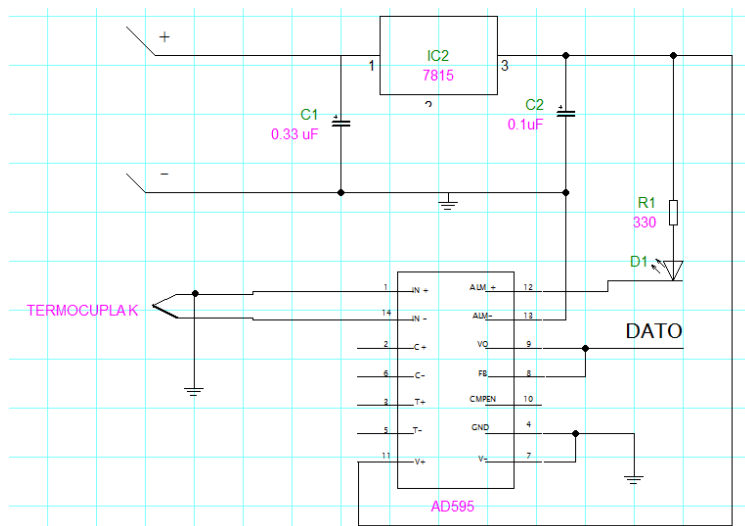 +
IC2
7815
1
3
2
C1
0.33 uF
C2
0.1uF
−
R1
330
D1
TERMOCUPLA K
1 IN + ALM + 12
14 IN - ALM- 13
2 C+ VO 9
DATO
6 C- FB 8
3 T+ CMPEN 10
5 T- GND 4
11 V+ V- 7
AD595